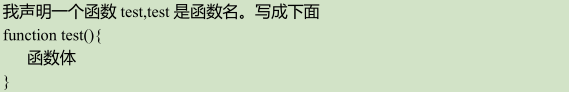 我声明一个函数 test,test 是函数名。写成下面
function test(){
函数体
}